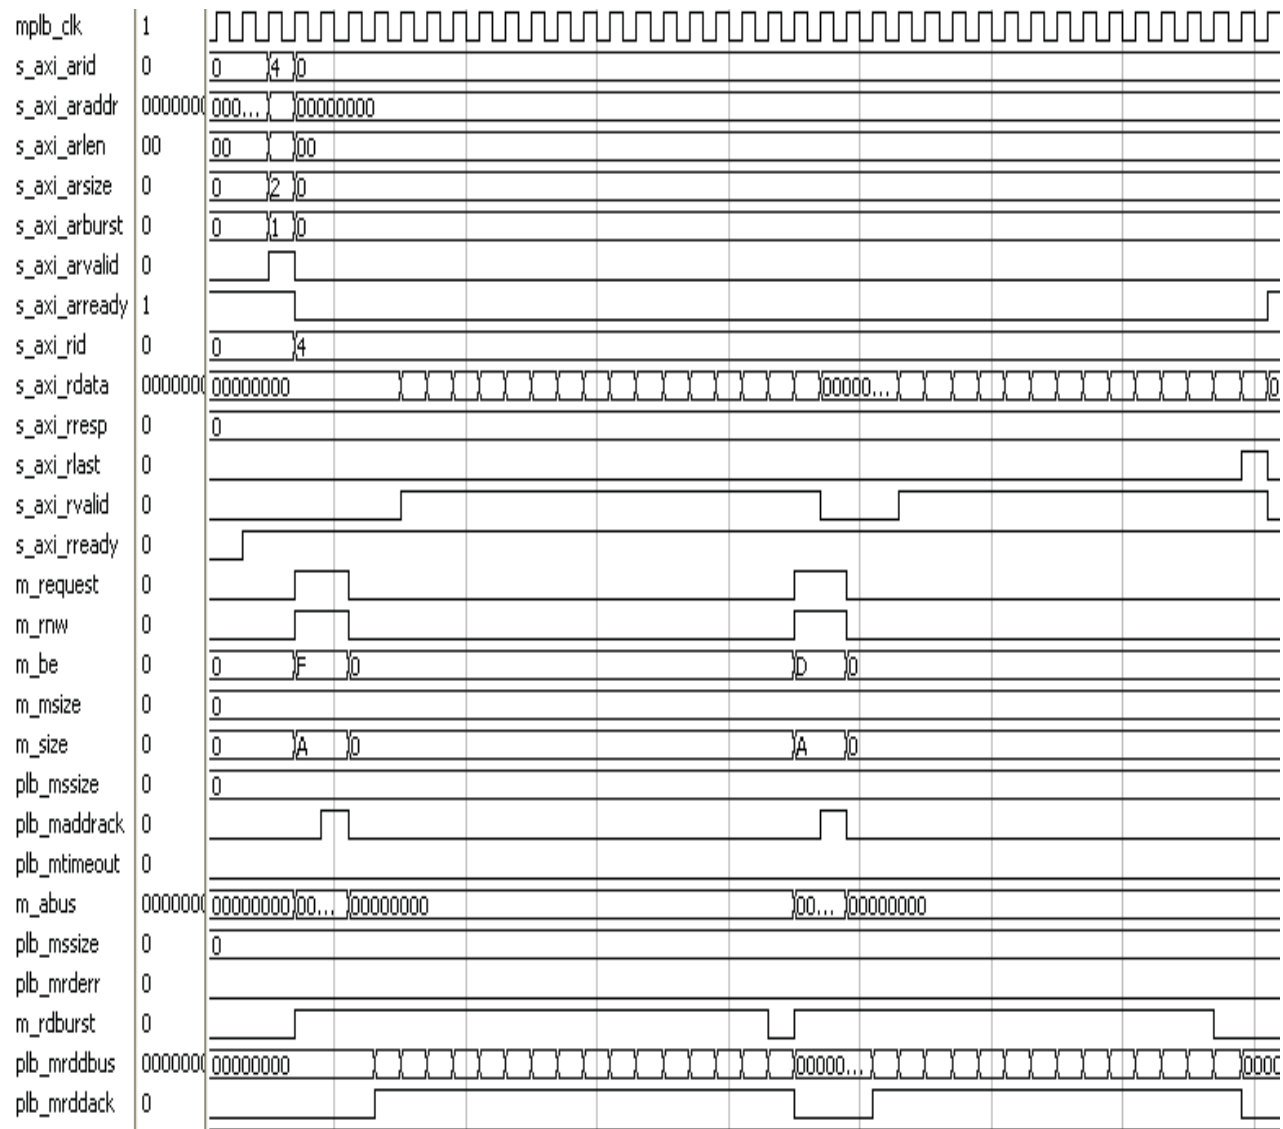 mplb_clk 1
s_axi_arid 0 0 4 0
s_axi_araddr 0000000 000... 00000000
s_axi_arlen 00 00 00
s_axi_arsize 0 0 2 0
s_axi_arburst 0 0 1 0
s_axi_arvalid 0
s_axi_arready 1
s_axi_rid 0 0 4
s_axi_rdata 0000000 00000000 00000... 0
s_axi_rresp 0 0
s_axi_rlast 0
s_axi_rvalid 0
s_axi_rready 0
m_request 0
m_rnw 0
m_be 0 0 F 0 D 0
m_msize 0 0
m_size 0 0 A 0 A 0
plb_mssize 0 0
plb_maddrack 0
plb_mtimeout 0
m_abus 0000000 00000000 00... 00000000 00... 00000000
plb_mssize 0 0
plb_mrderr 0
m_rdburst 0
plb_mrddbus 0000000 00000000 00000... 0000
plb_mrddack 0